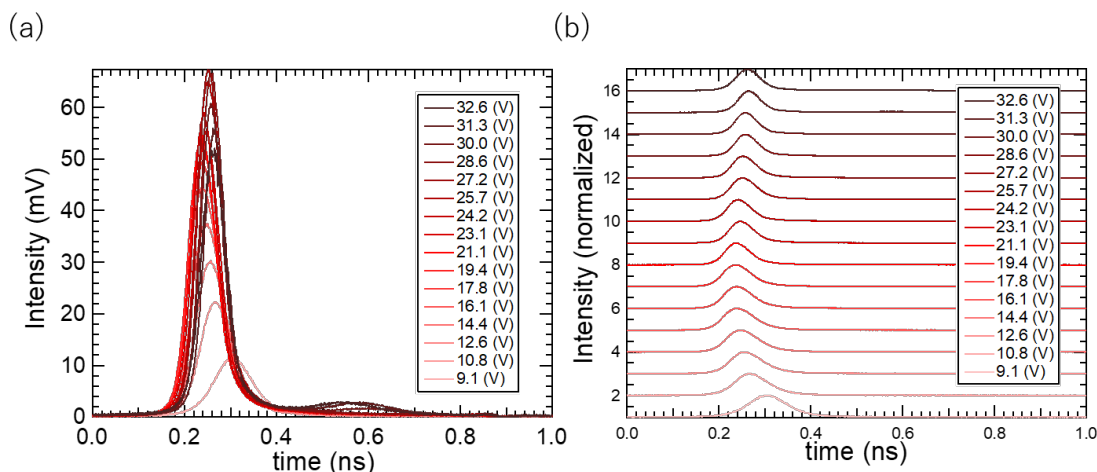 (a)
Intensity (mV)
60
50
40
30
20
10
0
0.0 0.2 0.4 0.6 0.8 1.0
time (ns)
32.6 (V)
31.3 (V)
30.0 (V)
28.6 (V)
27.2 (V)
25.7 (V)
24.2 (V)
23.1 (V)
21.1 (V)
19.4 (V)
17.8 (V)
16.1 (V)
14.4 (V)
12.6 (V)
10.8 (V)
9.1 (V)
(b)
Intensity (normalized)
16
14
12
10
8
6
4
2
0.0 0.2 0.4 0.6 0.8 1.0
time (ns)
32.6 (V)
31.3 (V)
30.0 (V)
28.6 (V)
27.2 (V)
25.7 (V)
24.2 (V)
23.1 (V)
21.1 (V)
19.4 (V)
17.8 (V)
16.1 (V)
14.4 (V)
12.6 (V)
10.8 (V)
9.1 (V)